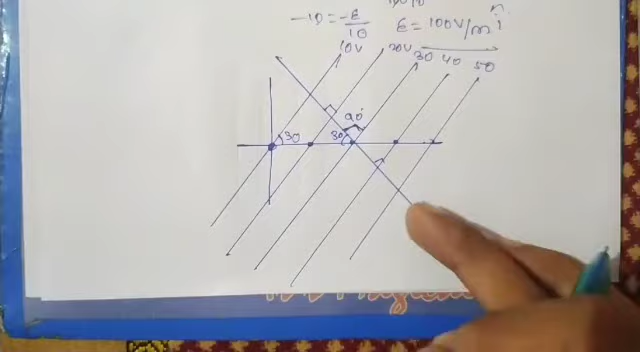 -10 = -E/10 E = 100V/m
10V 20V 30 40 50
90°
30 30